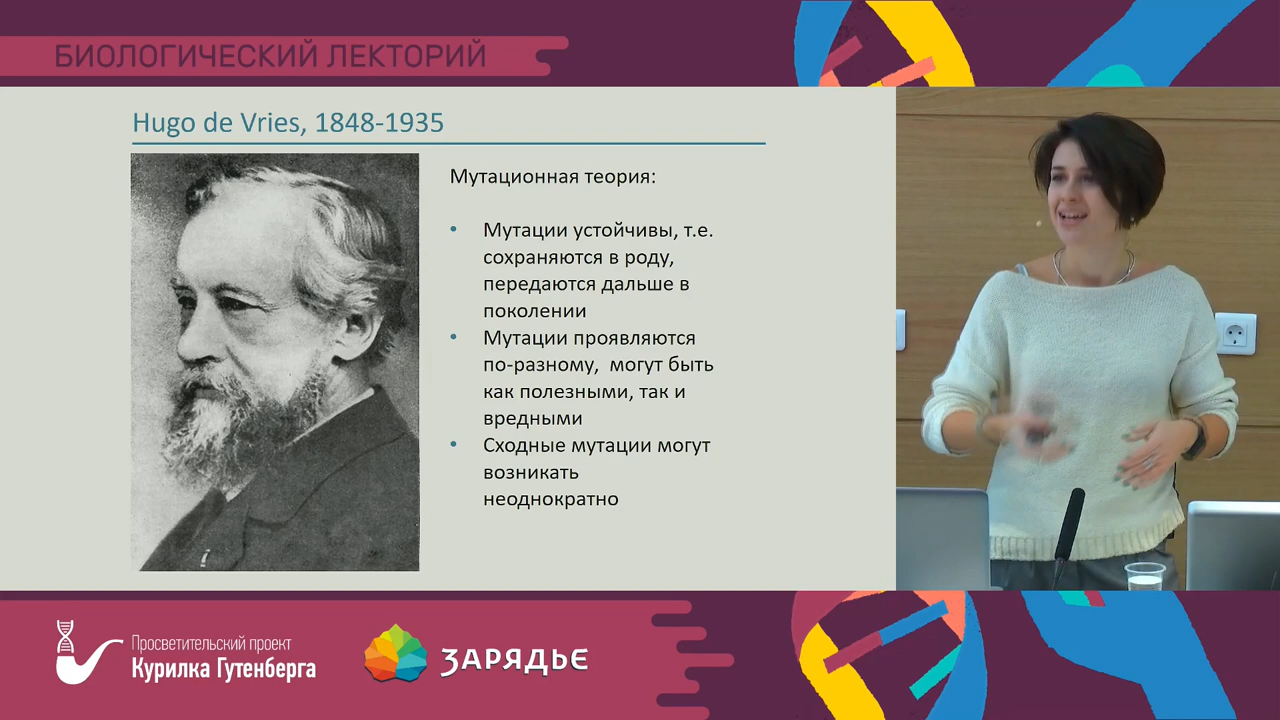 БИОЛОГИЧЕСКИЙ ЛЕКТОРИЙ
Hugo de Vries, 1848-1935
Мутационная теория:
• Мутации устойчивы, т.е.
сохраняются в роду,
передаются дальше в
поколении
• Мутации проявляются
по-разному,  могут быть
как полезными, так и
вредными
• Сходные мутации могут
возникать
неоднократно
Просветительский проект
Курилка Гутенберга
ЗАРЯДЬЕ